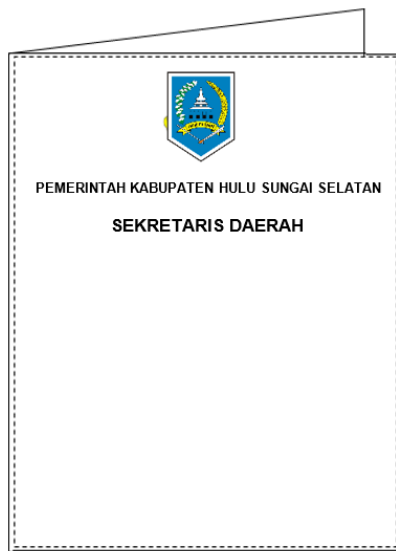 PEMERINTAH KABUPATEN HULU SUNGAI SELATAN
SEKRETARIS DAERAH